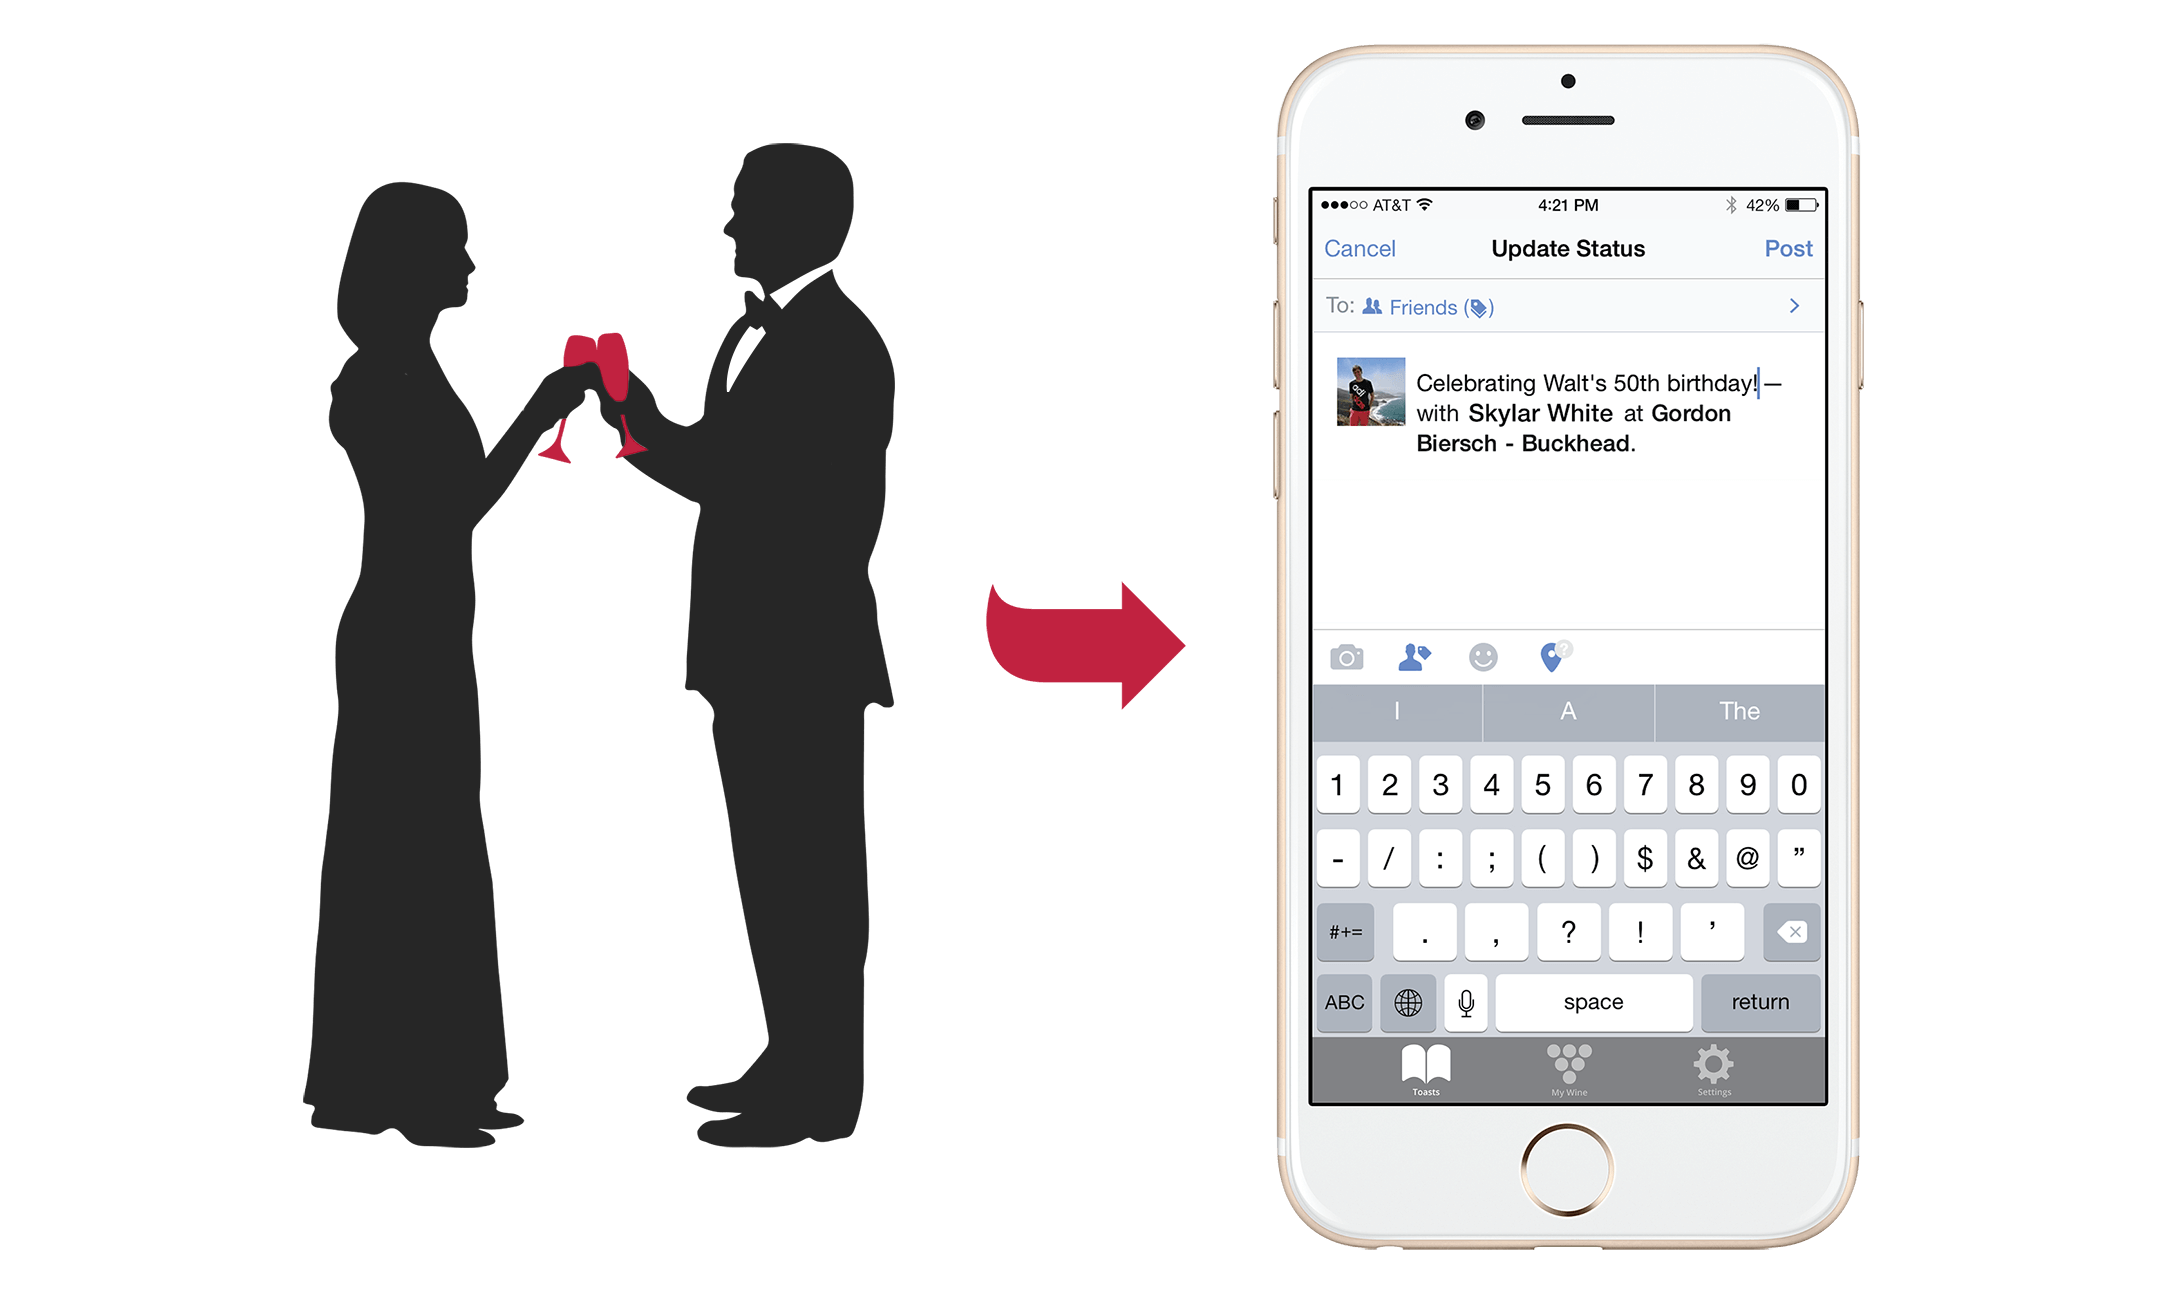 AT&T 4:21 PM 42%
Cancel Update Status Post
To: Friends ( )
Celebrating Walt's 50th birthday! —
with Skylar White at Gordon
Biersch - Buckhead.
?
I A The
1 2 3 4 5 6 7 8 9 0
- / : ; ( ) $ & @ ”
#+= . , ? ! ’
ABC space return
Toasts My Wine Settings